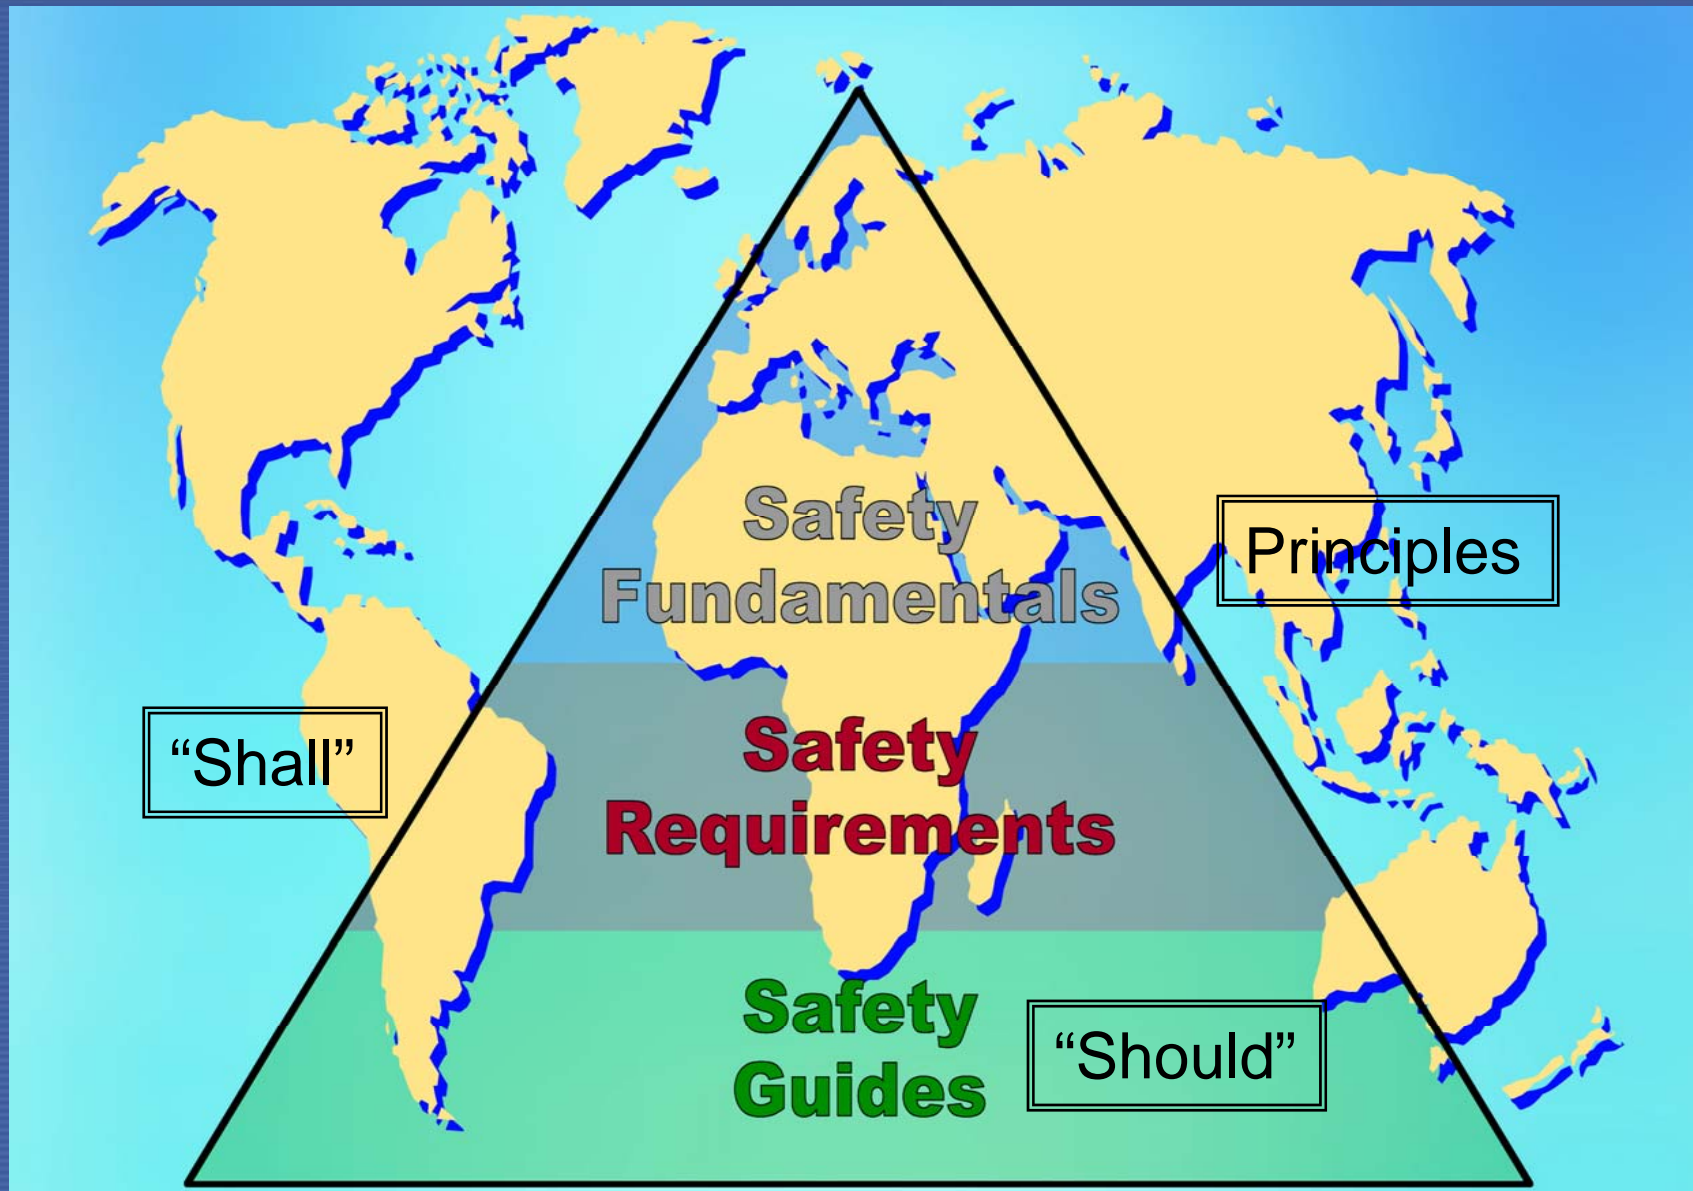 Safety
Fundamentals
Principles
“Shall”
Safety
Requirements
Safety
Guides
“Should”